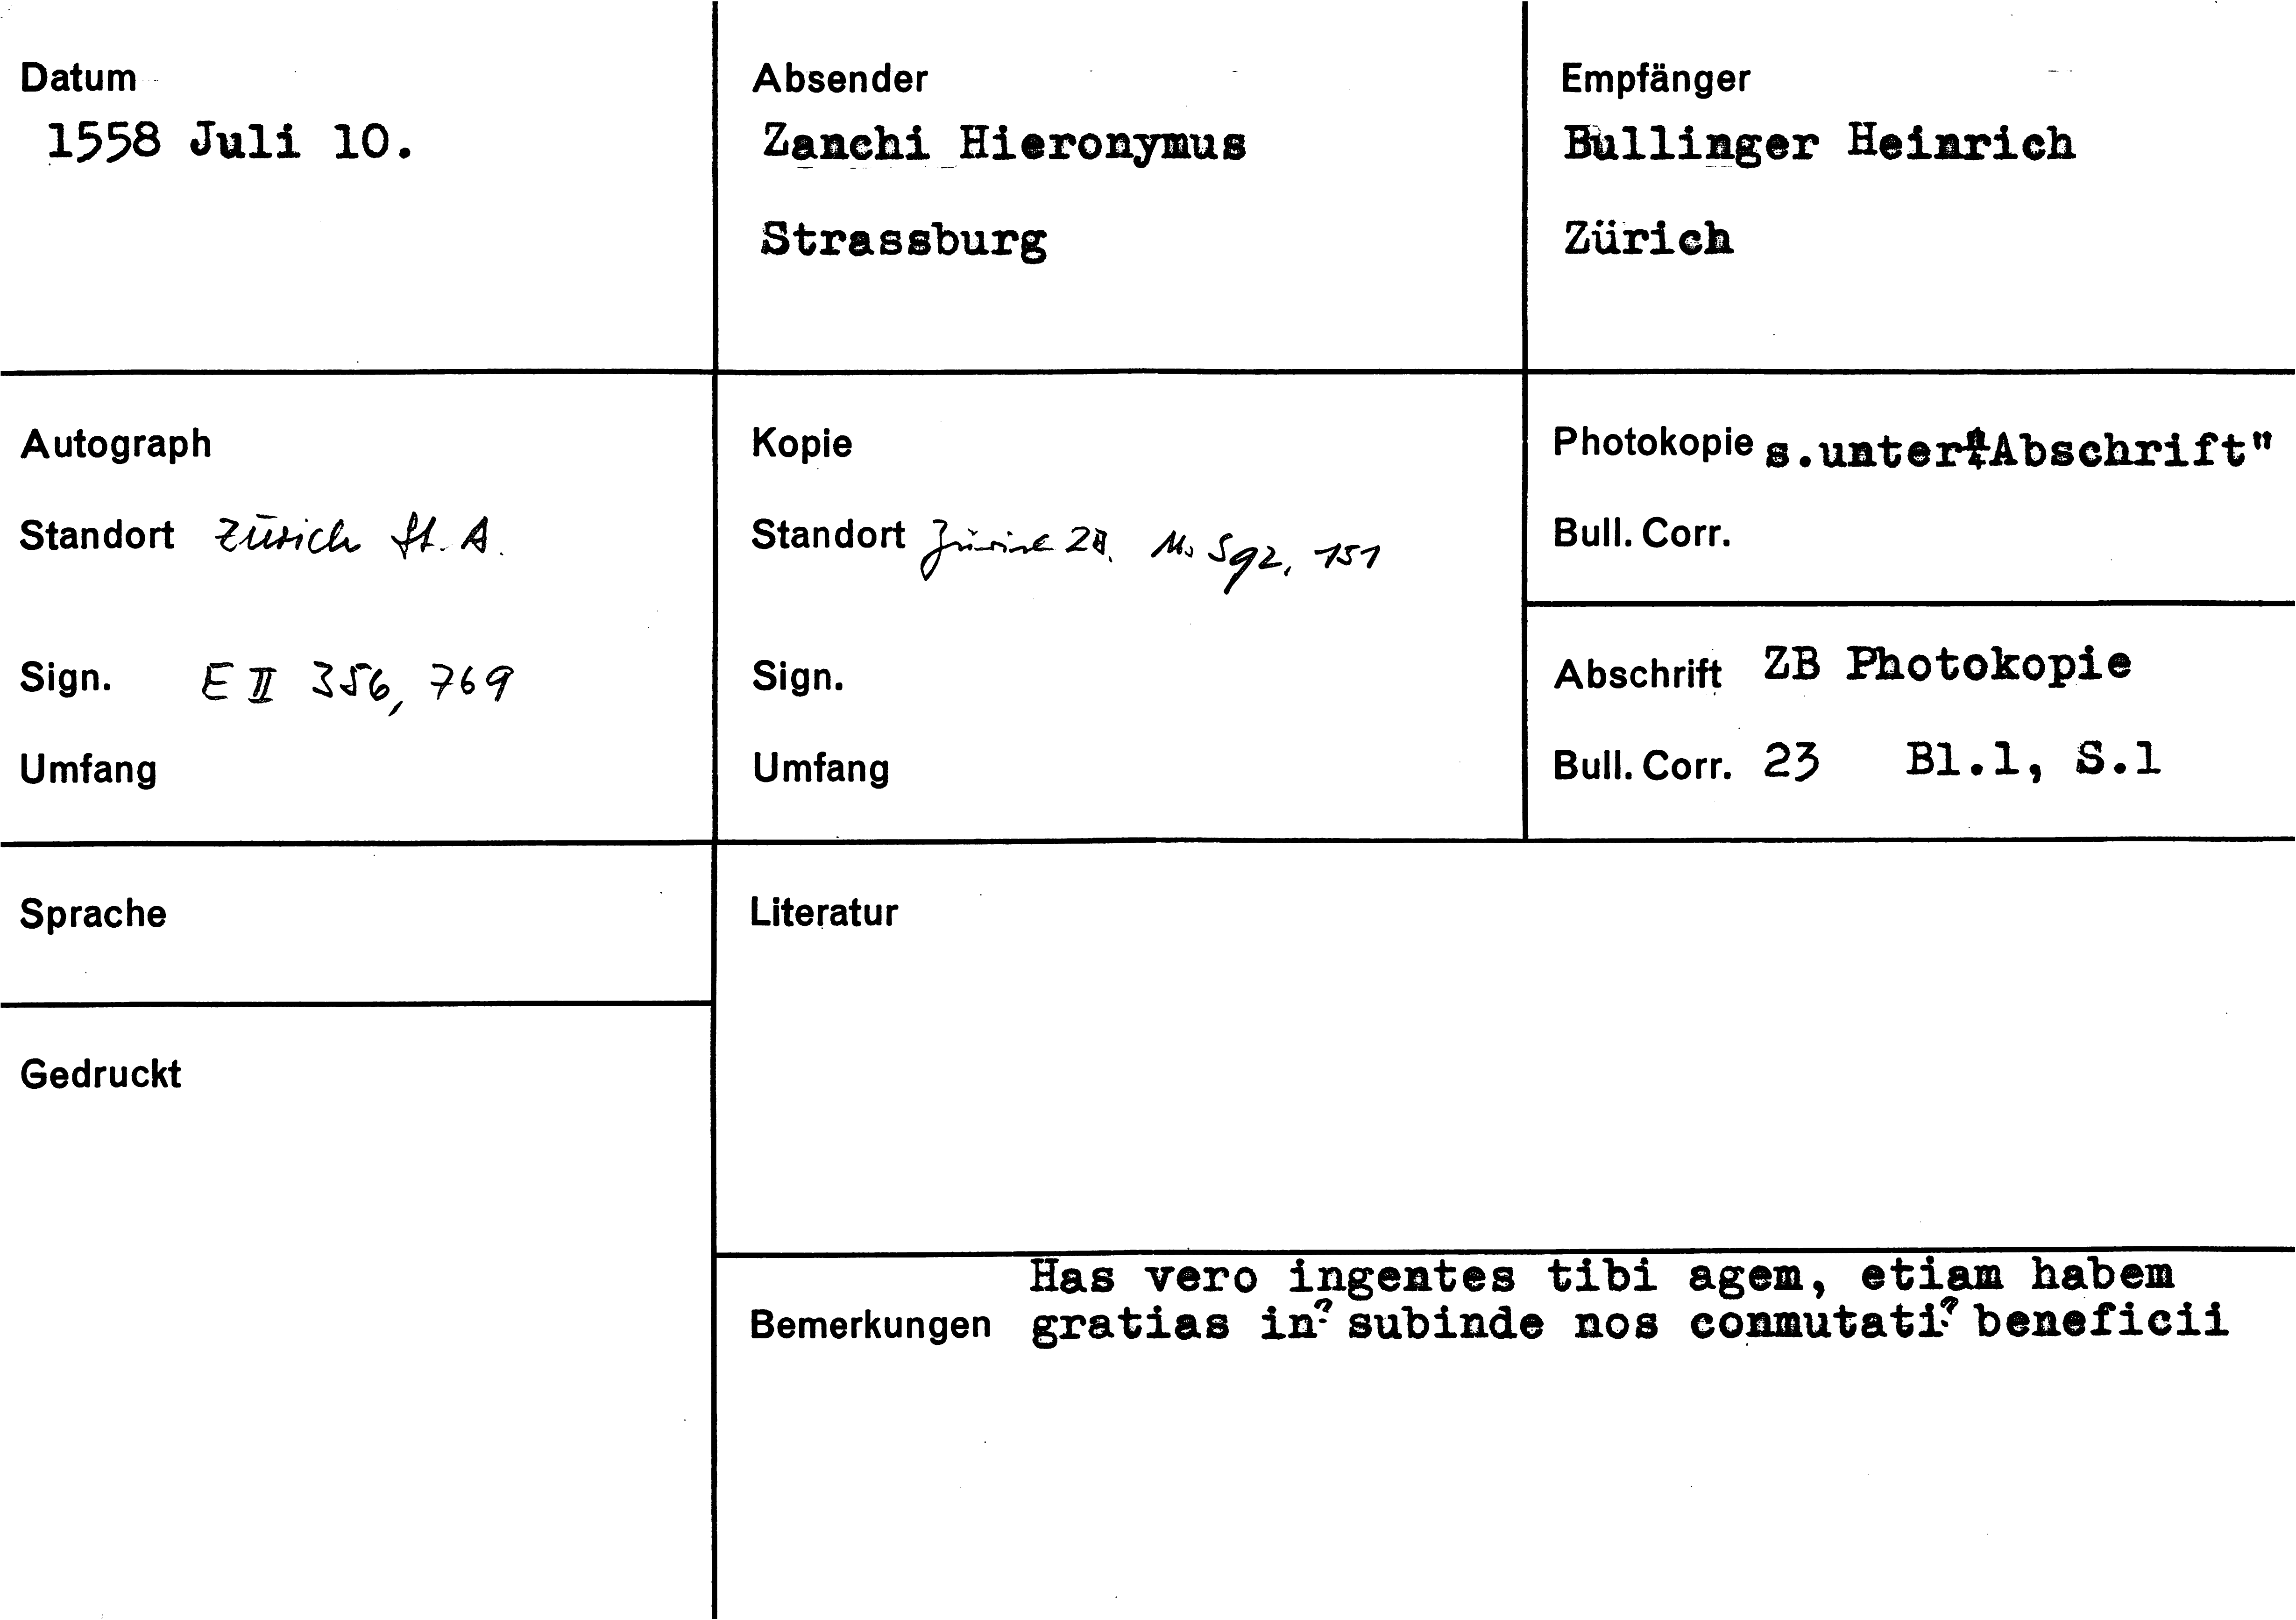 Datum
1558 Juli 10.
Absender
Zanchi Hieronymus
Strassburg
Empfänger
Bullinger Heinrich
Zürich
Autograph
Standort Zürich St. A.
Sign. E II 356, 769
Umfang
Kopie
Standort Zürich ZB. Ms S 92, 151
Sign.
Umfang
Photokopie s.unter "Abschrift"
Bull. Corr.
Abschrift ZB Photokopie
Bull. Corr. 23 Bl.1, S.1
Sprache
Gedruckt
Literatur
Has vero ingentes tibi agem, etiam habem
Bemerkungen gratias in? subinde nos conmutati? beneficii